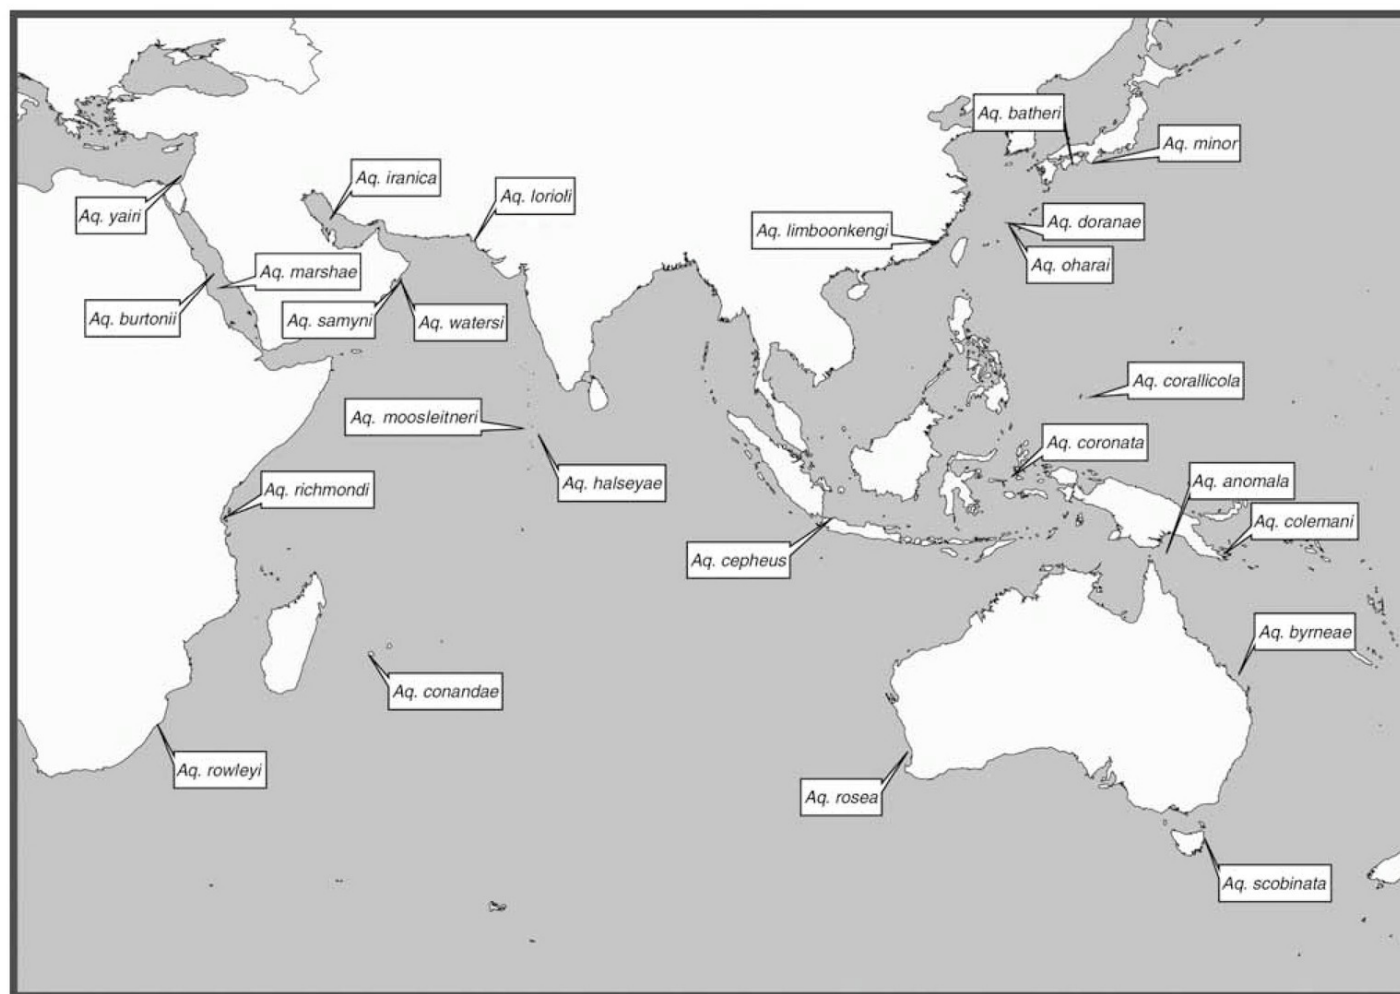 Aq. batheri
Aq. minor
Aq. iranica
Aq. lorioli
Aq. yairi
Aq. limboonkengi
Aq. doranae
Aq. oharai
Aq. marshae
Aq. burtonii
Aq. samyni
Aq. watersi
Aq. corallicola
Aq. moosleitneri
Aq. coronata
Aq. halseyae
Aq. anomala
Aq. richmondi
Aq. colemani
Aq. cepheus
Aq. byrneae
Aq. conandae
Aq. rowleyi
Aq. rosea
Aq. scobinata